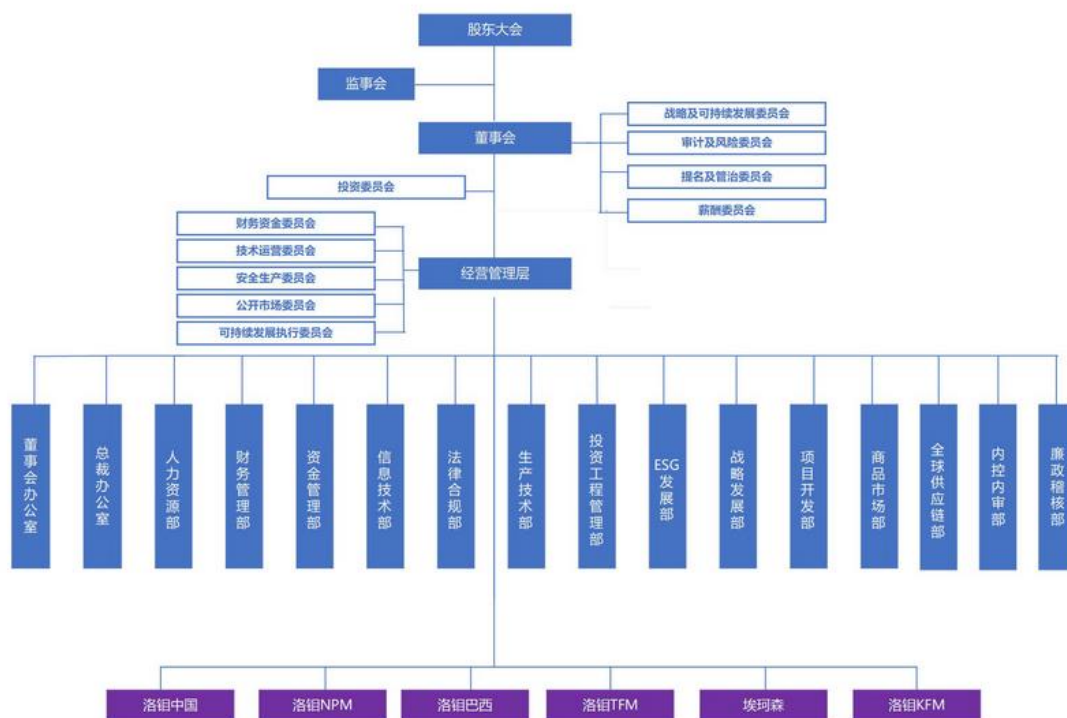 股东大会
监事会
董事会
战略及可持续发展委员会
审计及风险委员会
提名及管治委员会
薪酬委员会
投资委员会
财务资金委员会
技术运营委员会
安全生产委员会
公开市场委员会
可持续发展执行委员会
经营管理层
董事会办公室
总裁办公室
人力资源部
财务管理部
资金管理部
信息技术部
法律合规部
生产技术部
投资工程管理部
ESG发展部
战略发展部
项目开发部
商品市场部
全球供应链部
内控内审部
廉政稽核部
洛钼中国
洛钼NPM
洛钼巴西
洛钼TFM
埃珂森
洛钼KFM